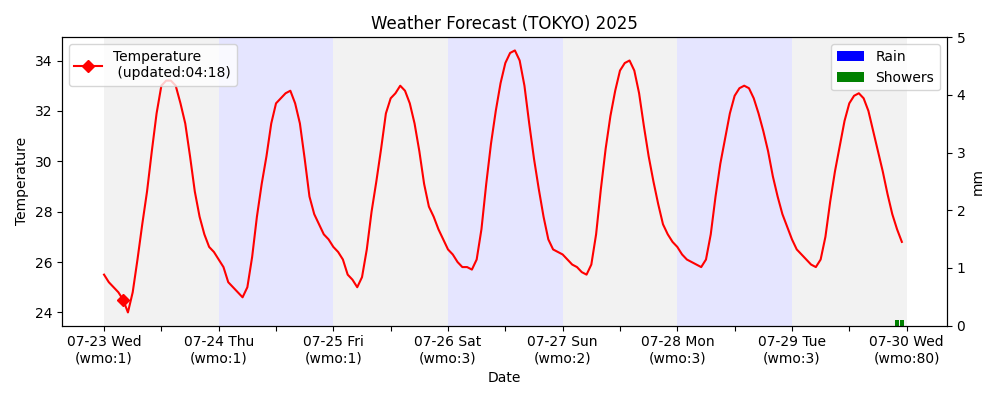 Weather Forecast (TOKYO) 2025
Temperature
(updated:04:18)
Rain
Showers
34
32
30
28
26
24
Temperature
5
4
3
2
1
0
mm
07-23 Wed
(wmo:1)
07-24 Thu
(wmo:1)
07-25 Fri
(wmo:1)
07-26 Sat
(wmo:3)
07-27 Sun
(wmo:2)
07-28 Mon
(wmo:3)
07-29 Tue
(wmo:3)
07-30 Wed
(wmo:80)
Date